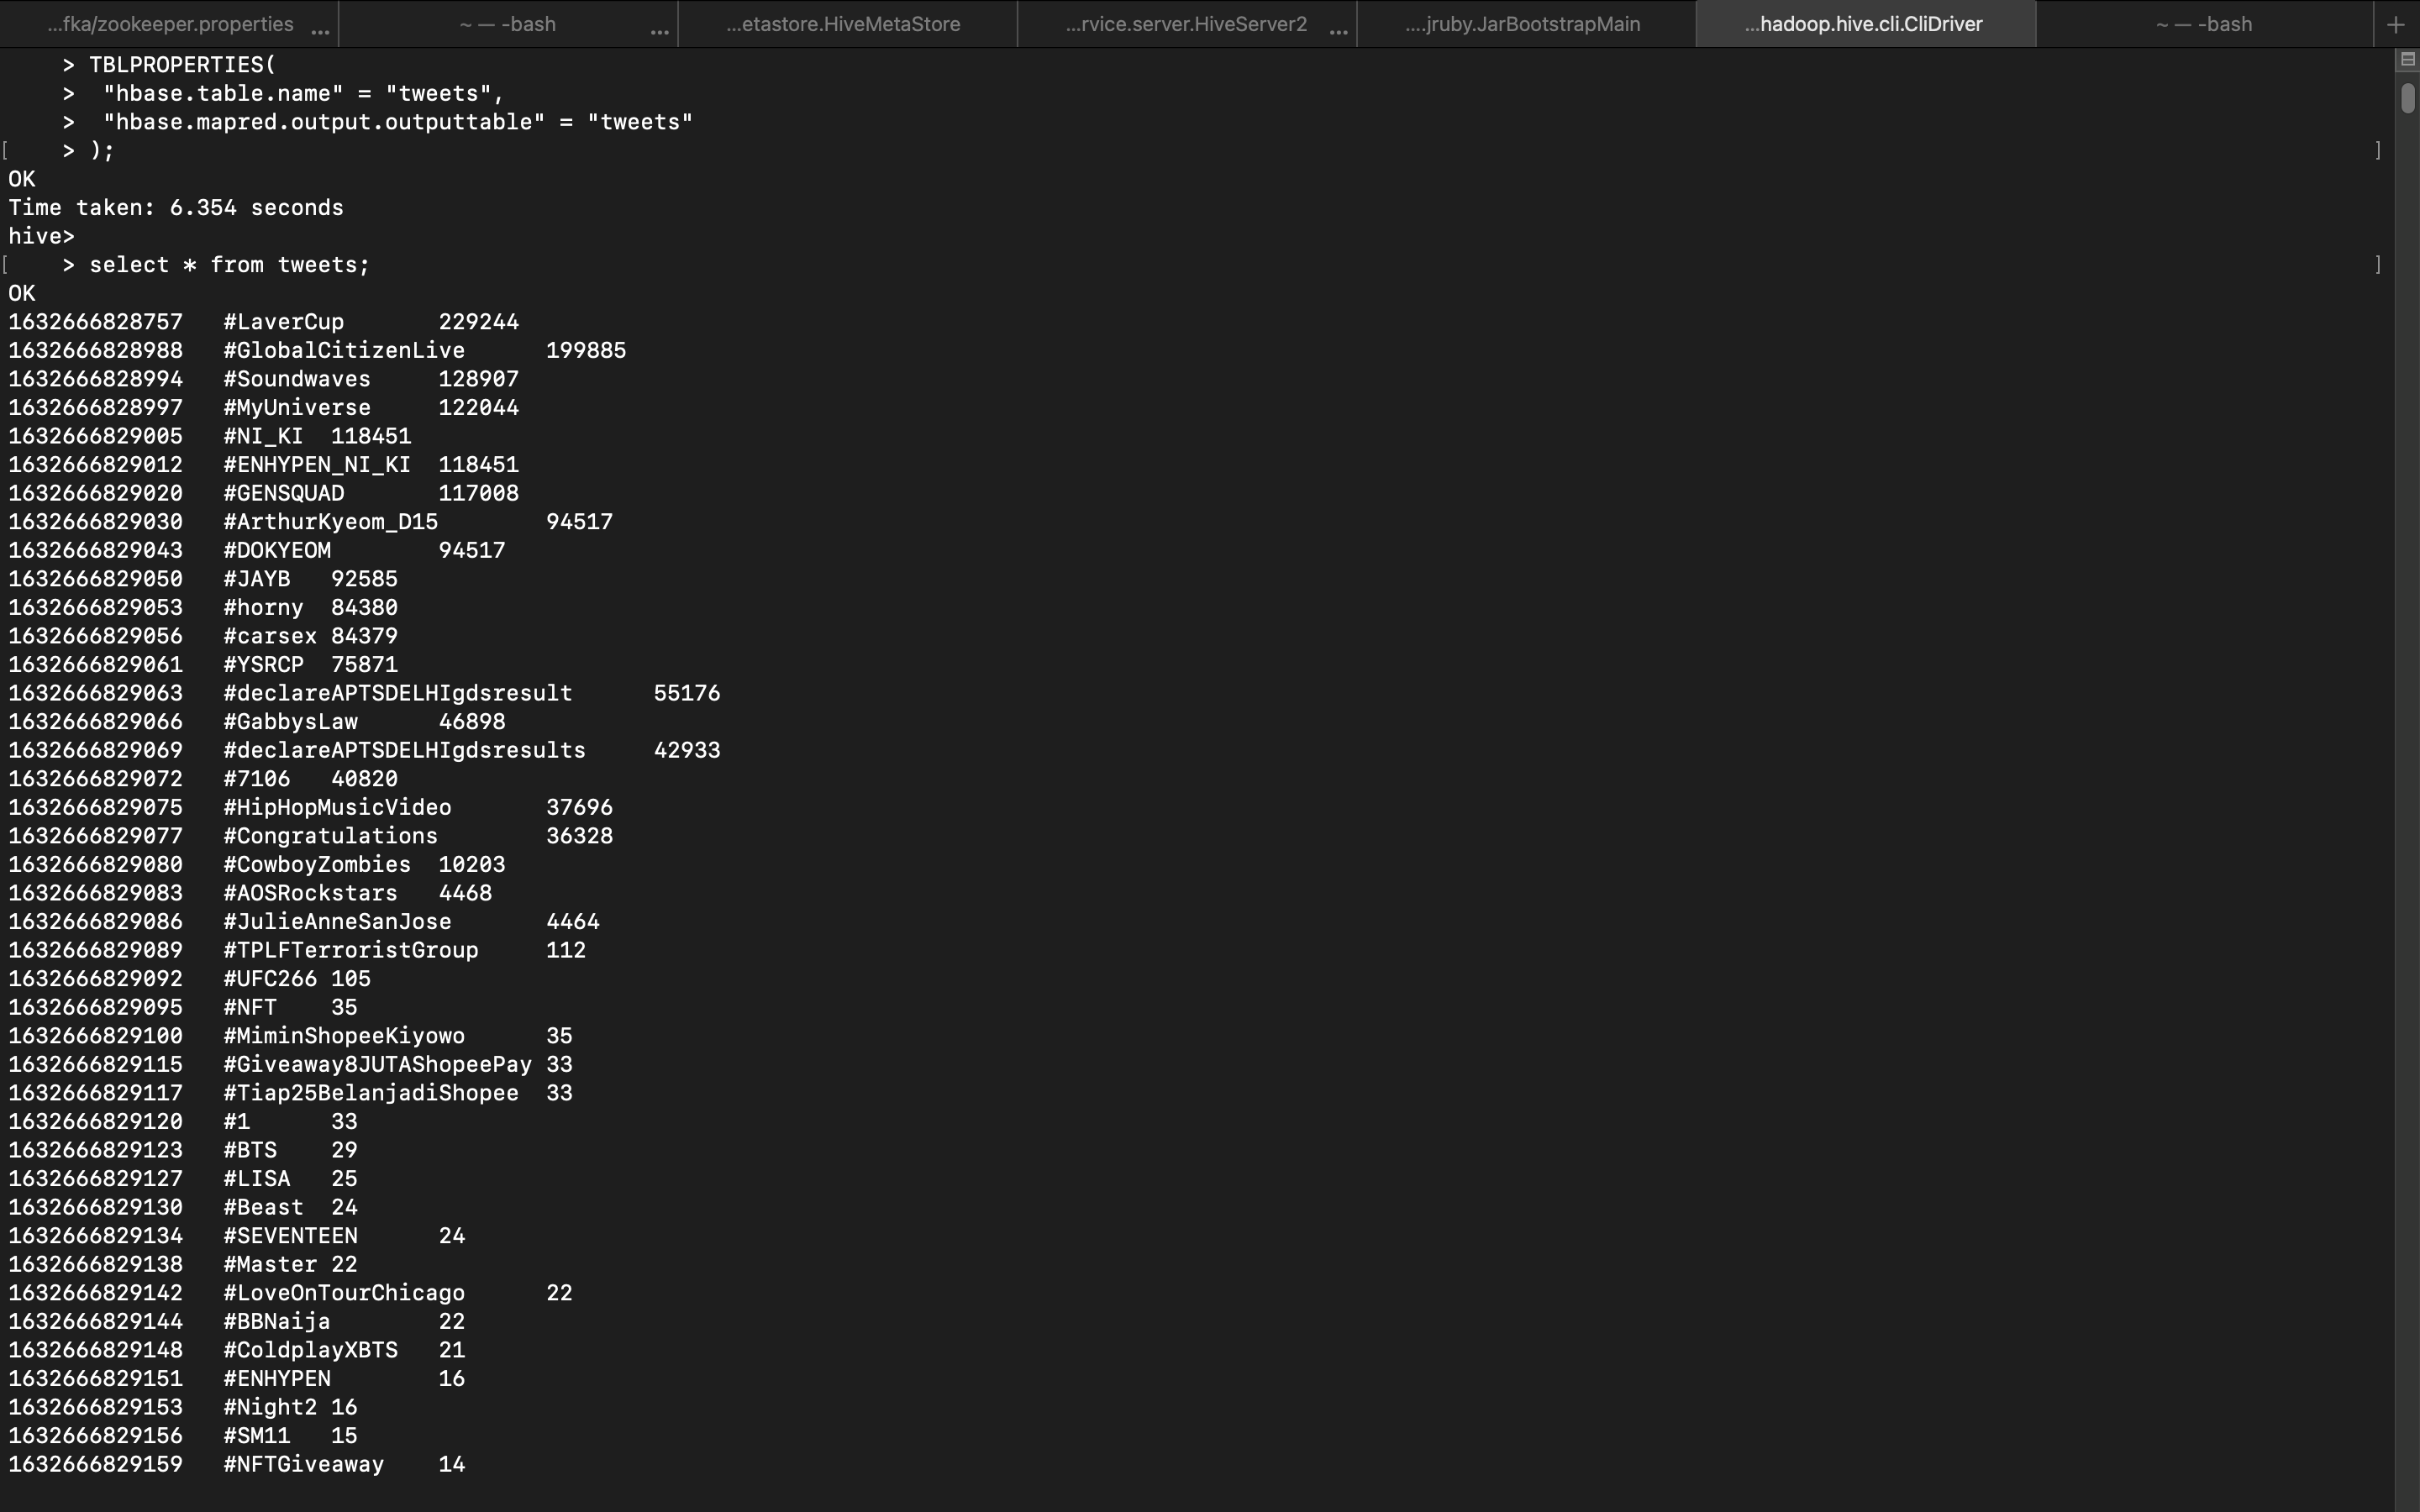 ...fka/zookeeper.properties ...
~ — -bash ...
...etastore.HiveMetaStore
...rvice.server.HiveServer2 ...
....jruby.JarBootstrapMain
...hadoop.hive.cli.CliDriver
~ — -bash
+
> TBLPROPERTIES(
> "hbase.table.name" = "tweets",
> "hbase.mapred.output.outputtable" = "tweets"
[ > ); ]
OK
Time taken: 6.354 seconds
hive>
[ > select * from tweets; ]
OK
1632666828757 #LaverCup 229244
1632666828988 #GlobalCitizenLive 199885
1632666828994 #Soundwaves 128907
1632666828997 #MyUniverse 122044
1632666829005 #NI_KI 118451
1632666829012 #ENHYPEN_NI_KI 118451
1632666829020 #GENSQUAD 117008
1632666829030 #ArthurKyeom_D15 94517
1632666829043 #DOKYEOM 94517
1632666829050 #JAYB 92585
1632666829053 #horny 84380
1632666829056 #carsex 84379
1632666829061 #YSRCP 75871
1632666829063 #declareAPTSDELHIgdsresult 55176
1632666829066 #GabbysLaw 46898
1632666829069 #declareAPTSDELHIgdsresults 42933
1632666829072 #7106 40820
1632666829075 #HipHopMusicVideo 37696
1632666829077 #Congratulations 36328
1632666829080 #CowboyZombies 10203
1632666829083 #AOSRockstars 4468
1632666829086 #JulieAnneSanJose 4464
1632666829089 #TPLFTerroristGroup 112
1632666829092 #UFC266 105
1632666829095 #NFT 35
1632666829100 #MiminShopeeKiyowo 35
1632666829115 #Giveaway8JUTAShopeePay 33
1632666829117 #Tiap25BelanjadiShopee 33
1632666829120 #1 33
1632666829123 #BTS 29
1632666829127 #LISA 25
1632666829130 #Beast 24
1632666829134 #SEVENTEEN 24
1632666829138 #Master 22
1632666829142 #LoveOnTourChicago 22
1632666829144 #BBNaija 22
1632666829148 #ColdplayXBTS 21
1632666829151 #ENHYPEN 16
1632666829153 #Night2 16
1632666829156 #SM11 15
1632666829159 #NFTGiveaway 14